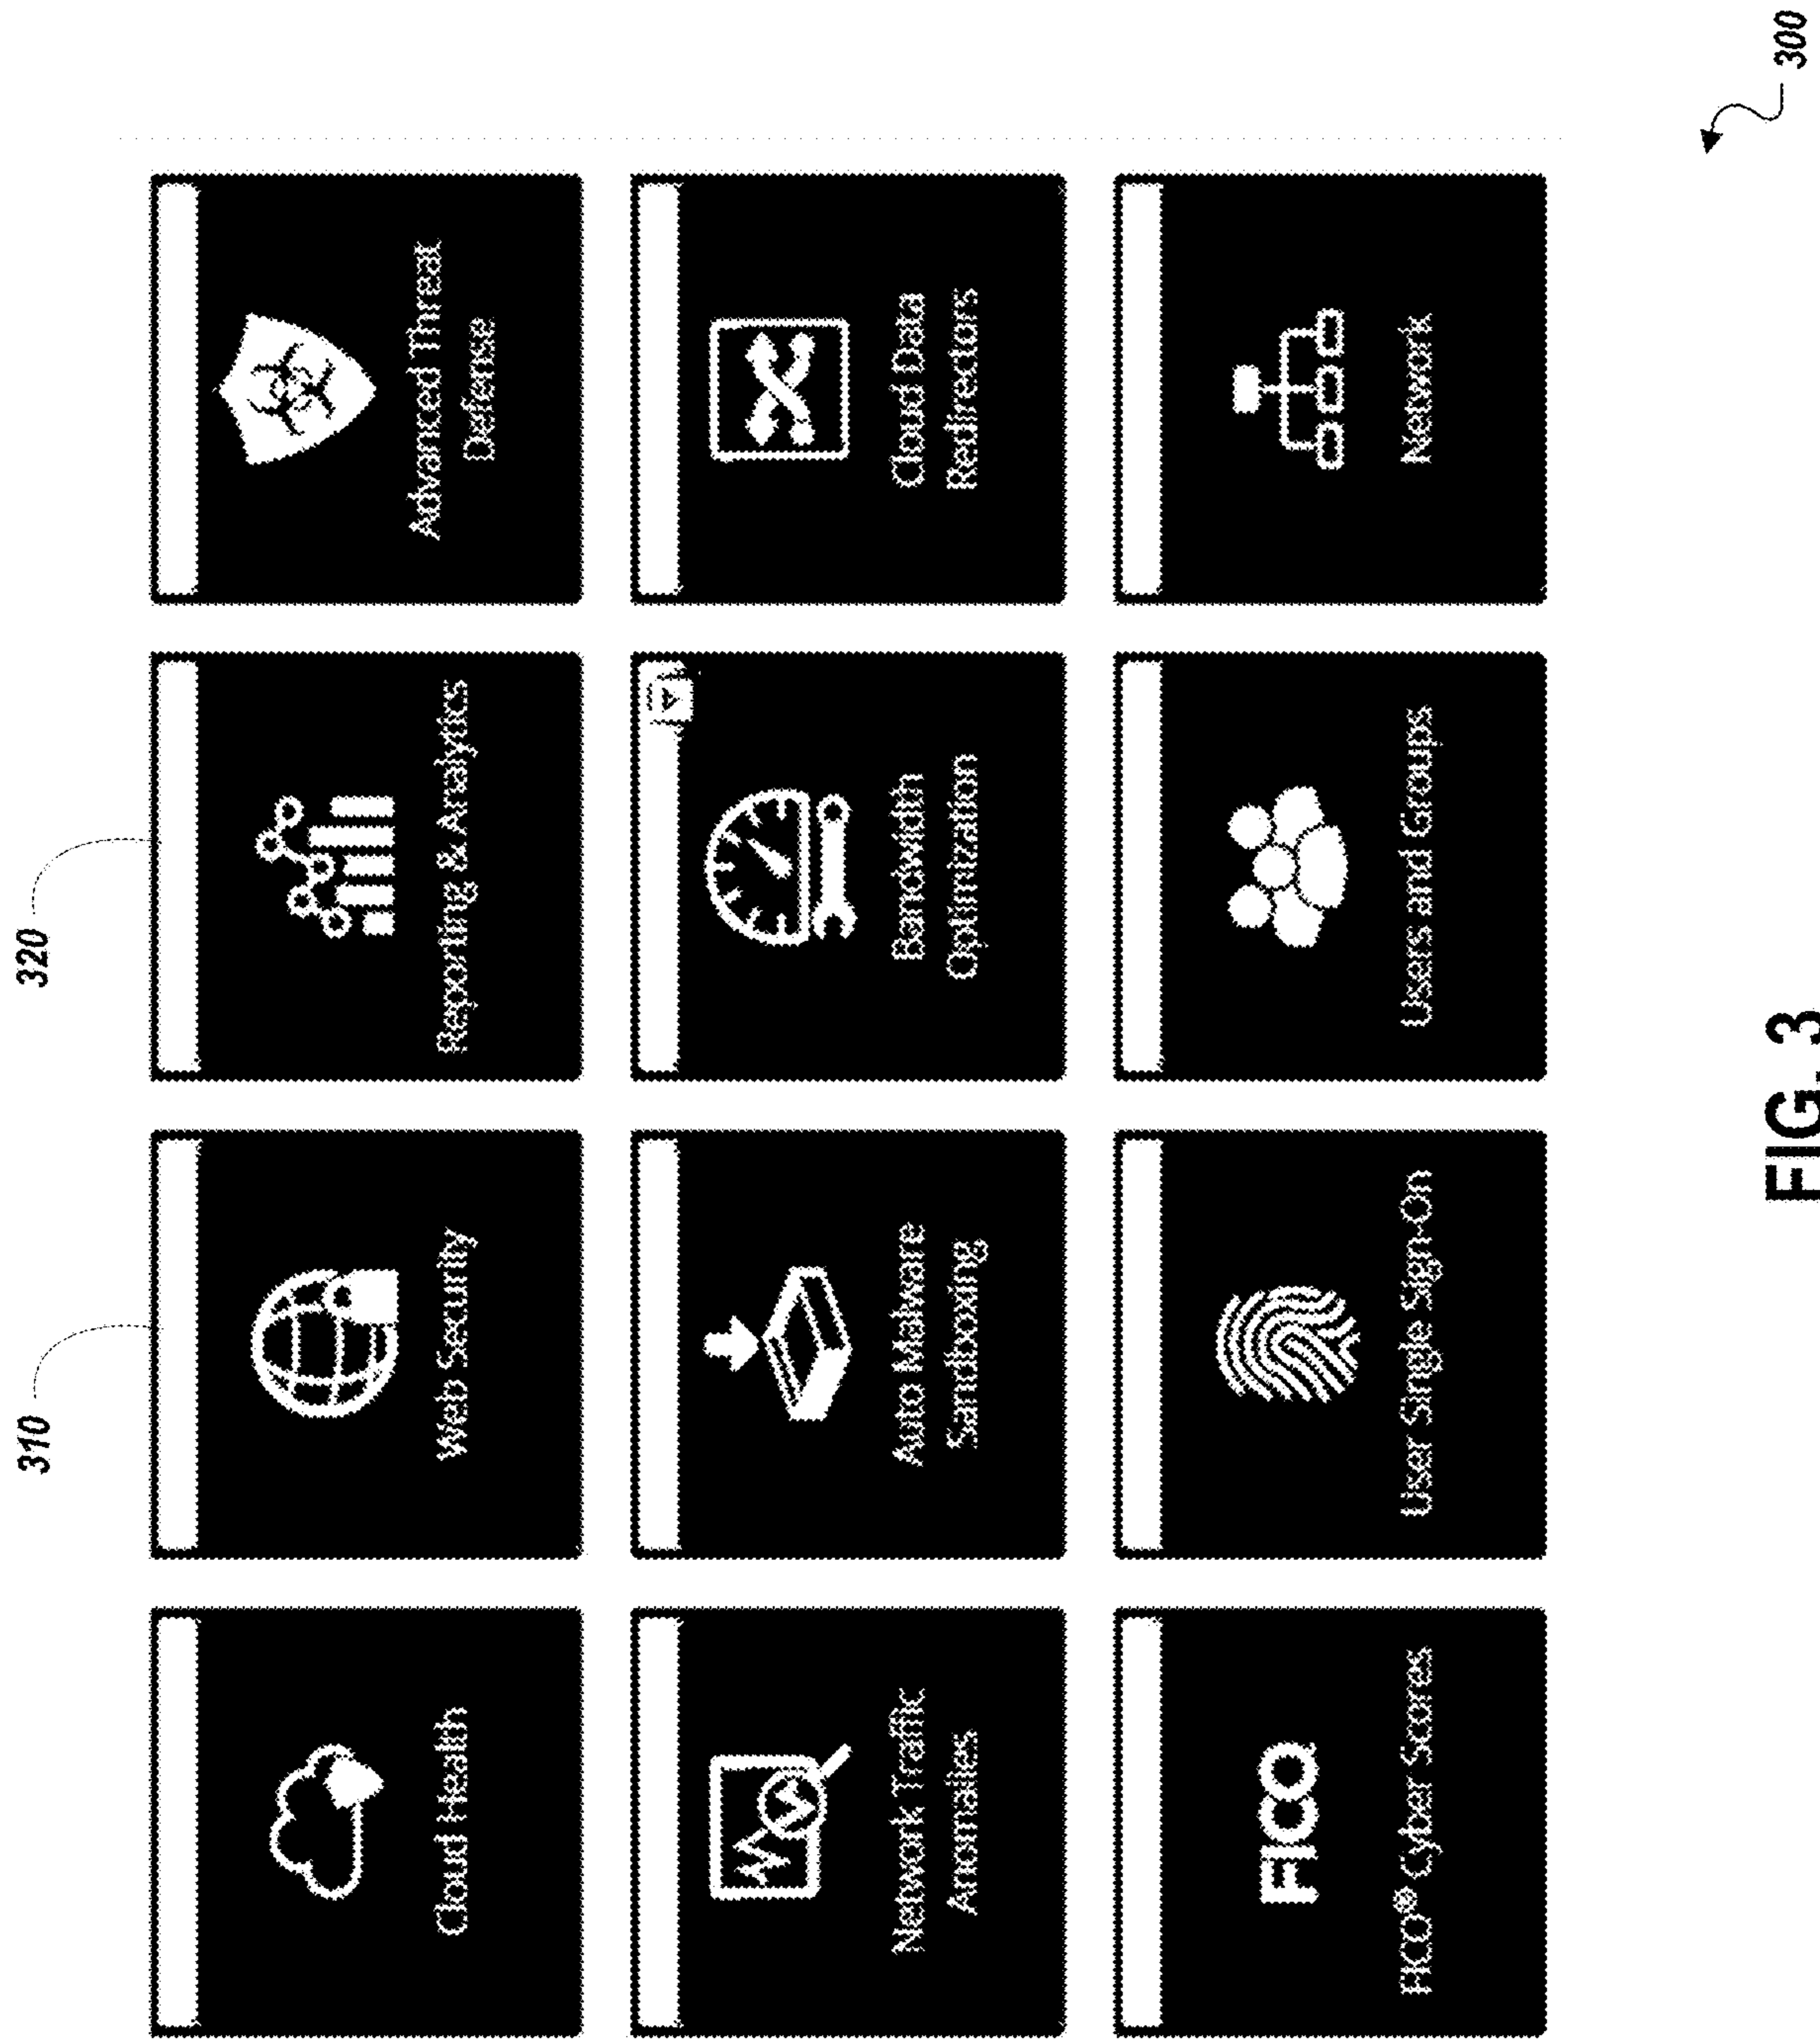 310
320
Cloud Health
Web Security
Reporting & Analytics
Advanced Threat
Defense
Network Traffic
Anomalies
Auto Malware
Sandboxing
Bandwidth
Optimization
Cloud Data
Redirectors
FICO
FICO® Cyber Scores
User Single Sign-On
Users and Groups
Network
300
FIG. 3